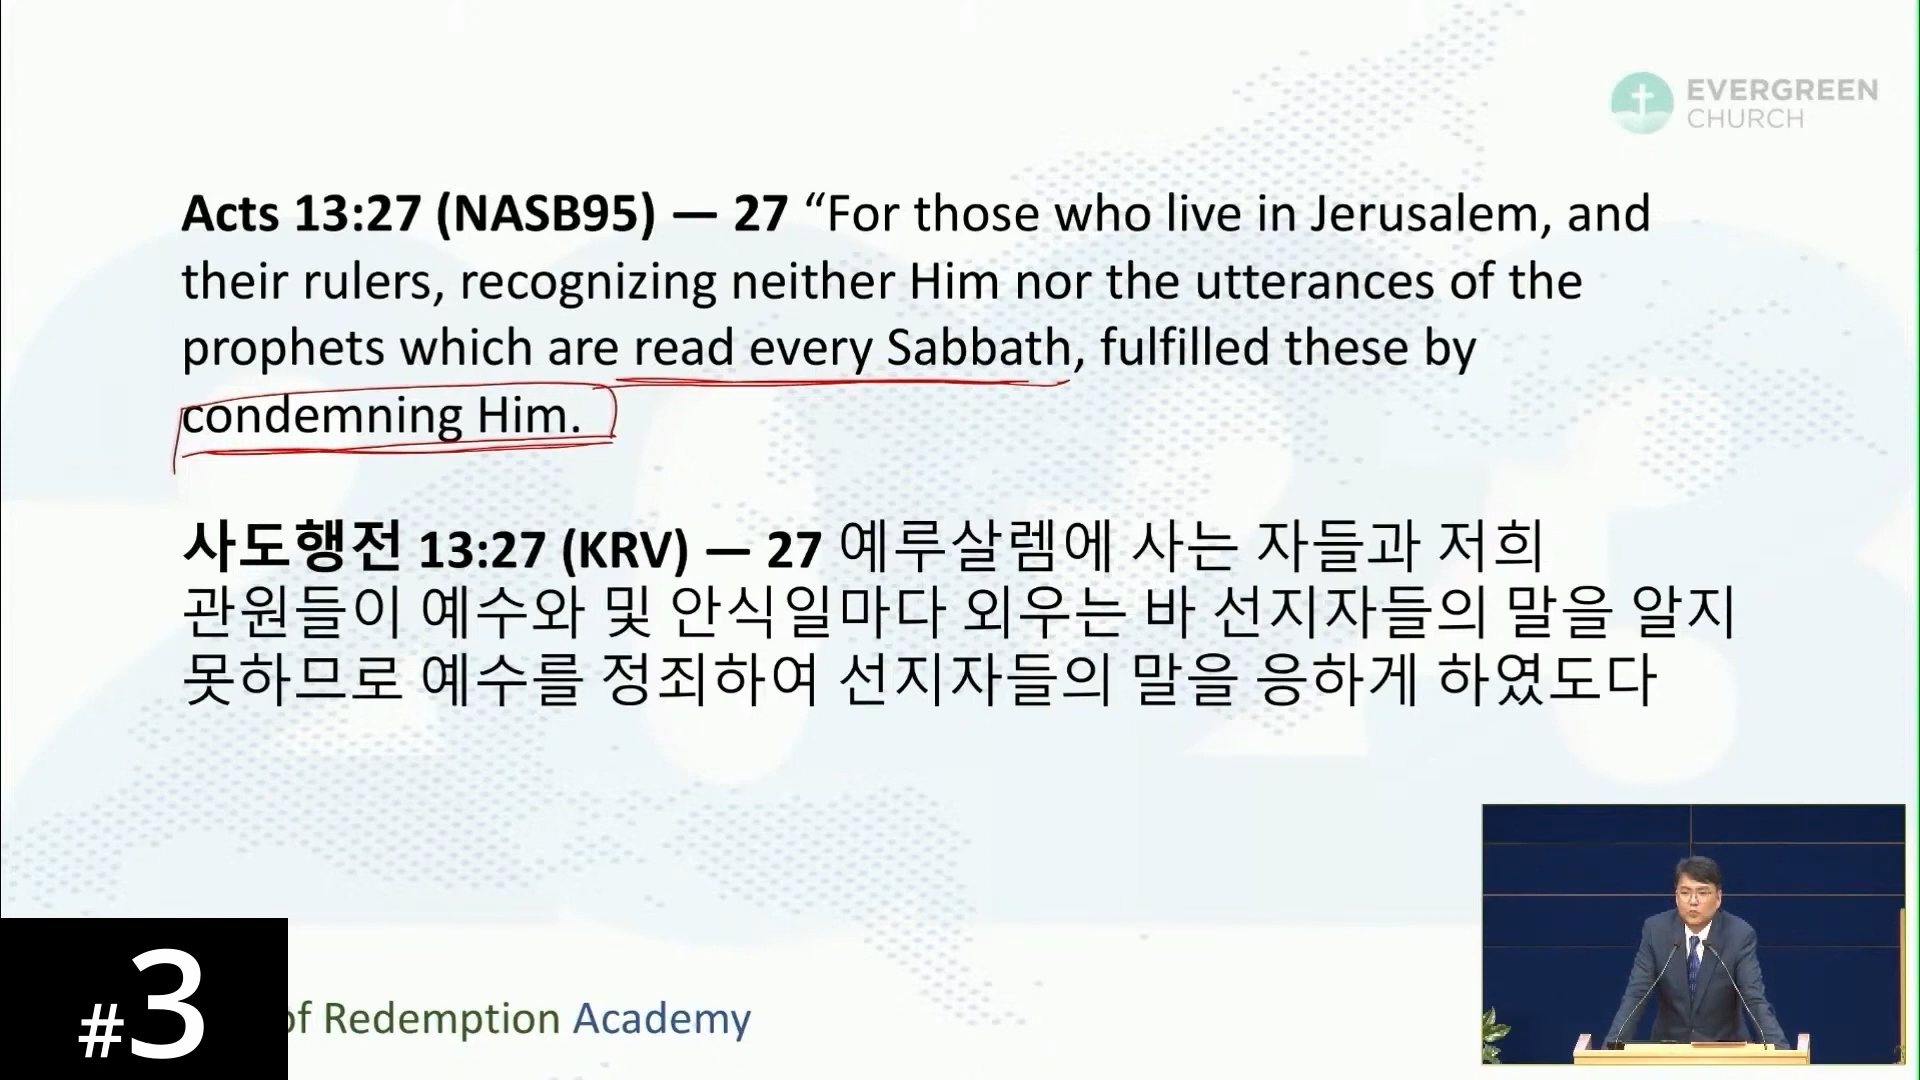 EVERGREEN
CHURCH
Acts 13:27 (NASB95) — 27 “For those who live in Jerusalem, and
their rulers, recognizing neither Him nor the utterances of the
prophets which are read every Sabbath, fulfilled these by
condemning Him.
사도행전 13:27 (KRV) — 27 예루살렘에 사는 자들과 저희
관원들이 예수와 및 안식일마다 외우는 바 선지자들의 말을 알지
못하므로 예수를 정죄하여 선지자들의 말을 응하게 하였도다
#3
of Redemption Academy